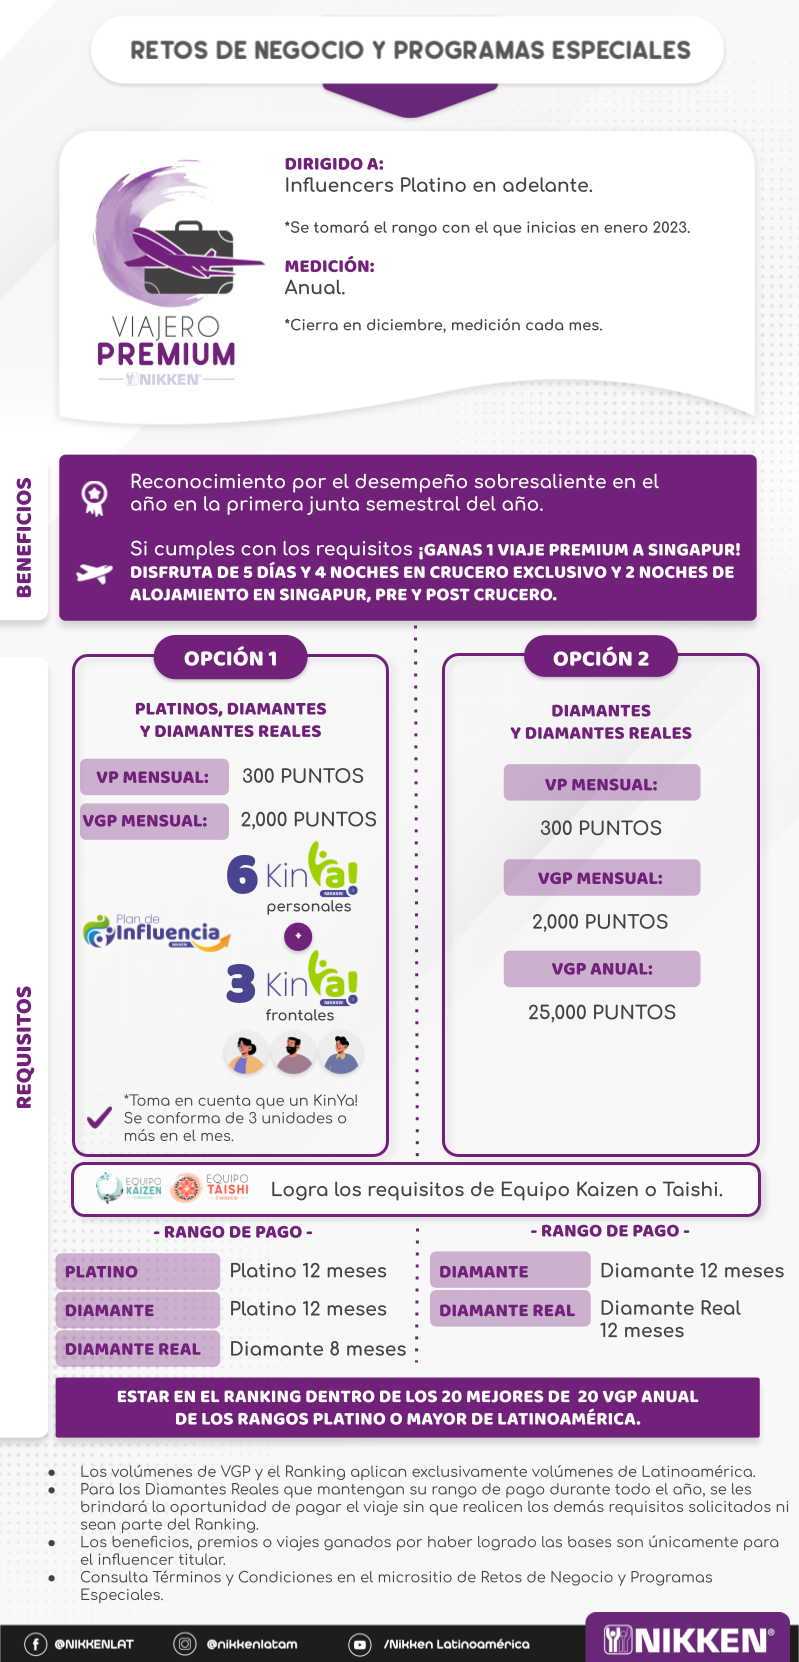 RETOS DE NEGOCIO Y PROGRAMAS ESPECIALES
DIRIGIDO A:
Influencers Platino en adelante.
*Se tomará el rango con el que inicias en enero 2023.
MEDICIÓN:
Anual.
*Cierra en diciembre, medición cada mes.
VIAJERO
PREMIUM
NIKKEN
BENEFICIOS
Reconocimiento por el desempeño sobresaliente en el
año en la primera junta semestral del año.
Si cumples con los requisitos ¡GANAS 1 VIAJE PREMIUM A SINGAPUR!
DISFRUTA DE 5 DÍAS Y 4 NOCHES EN CRUCERO EXCLUSIVO Y 2 NOCHES DE
ALOJAMIENTO EN SINGAPUR, PRE Y POST CRUCERO.
REQUISITOS
OPCIÓN 1
PLATINOS, DIAMANTES
Y DIAMANTES REALES
VP MENSUAL: 300 PUNTOS
VGP MENSUAL: 2,000 PUNTOS
Plan de
Influencia
NIKKEN
6 KinYa!
NIKKEN
personales
+
3 KinYa!
NIKKEN
frontales
*Toma en cuenta que un KinYa!
Se conforma de 3 unidades o
más en el mes.
OPCIÓN 2
DIAMANTES
Y DIAMANTES REALES
VP MENSUAL:
300 PUNTOS
VGP MENSUAL:
2,000 PUNTOS
VGP ANUAL:
25,000 PUNTOS
EQUIPO
KAIZEN
EQUIPO
TAISHI
Logra los requisitos de Equipo Kaizen o Taishi.
- RANGO DE PAGO -
PLATINO Platino 12 meses
DIAMANTE Platino 12 meses
DIAMANTE REAL Diamante 8 meses
- RANGO DE PAGO -
DIAMANTE Diamante 12 meses
DIAMANTE REAL Diamante Real
12 meses
ESTAR EN EL RANKING DENTRO DE LOS 20 MEJORES DE 20 VGP ANUAL
DE LOS RANGOS PLATINO O MAYOR DE LATINOAMÉRICA.
● Los volúmenes de VGP y el Ranking aplican exclusivamente volúmenes de Latinoamérica.
● Para los Diamantes Reales que mantengan su rango de pago durante todo el año, se les
brindará la oportunidad de pagar el viaje sin que realicen los demás requisitos solicitados ni
sean parte del Ranking.
● Los beneficios, premios o viajes ganados por haber logrado las bases son únicamente para
el influencer titular.
● Consulta Términos y Condiciones en el micrositio de Retos de Negocio y Programas
Especiales.
@NIKKENLAT
@nikkenlatam
/Nikken Latinoamérica
NIKKEN®